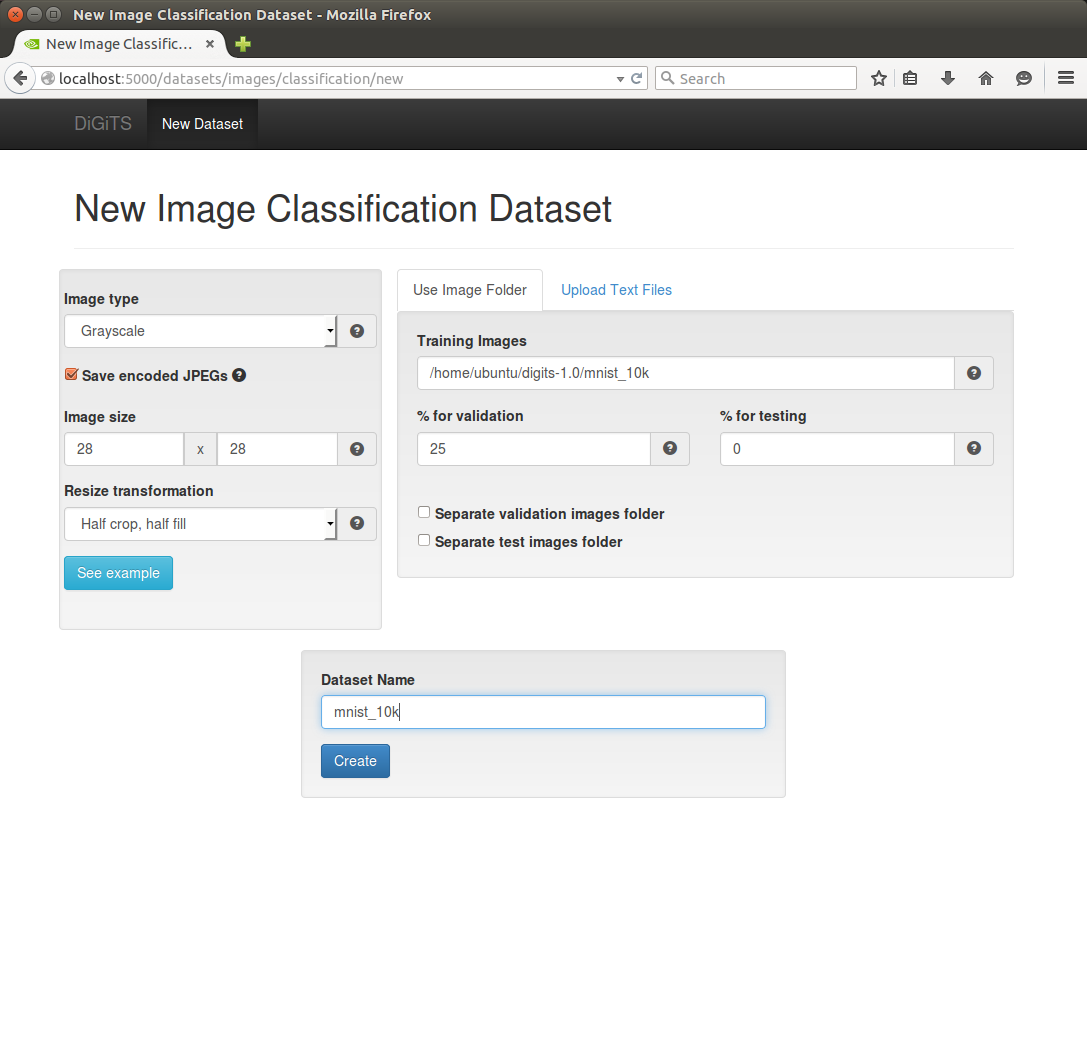 New Image Classification Dataset - Mozilla Firefox
New Image Classific...
localhost:5000/datasets/images/classification/new
Search
DiGiTS
New Dataset
New Image Classification Dataset
Image type
Grayscale
Save encoded JPEGs
Image size
28 x 28
Resize transformation
Half crop, half fill
See example
Use Image Folder
Upload Text Files
Training Images
/home/ubuntu/digits-1.0/mnist_10k
% for validation
25
% for testing
0
Separate validation images folder
Separate test images folder
Dataset Name
mnist_10k
Create